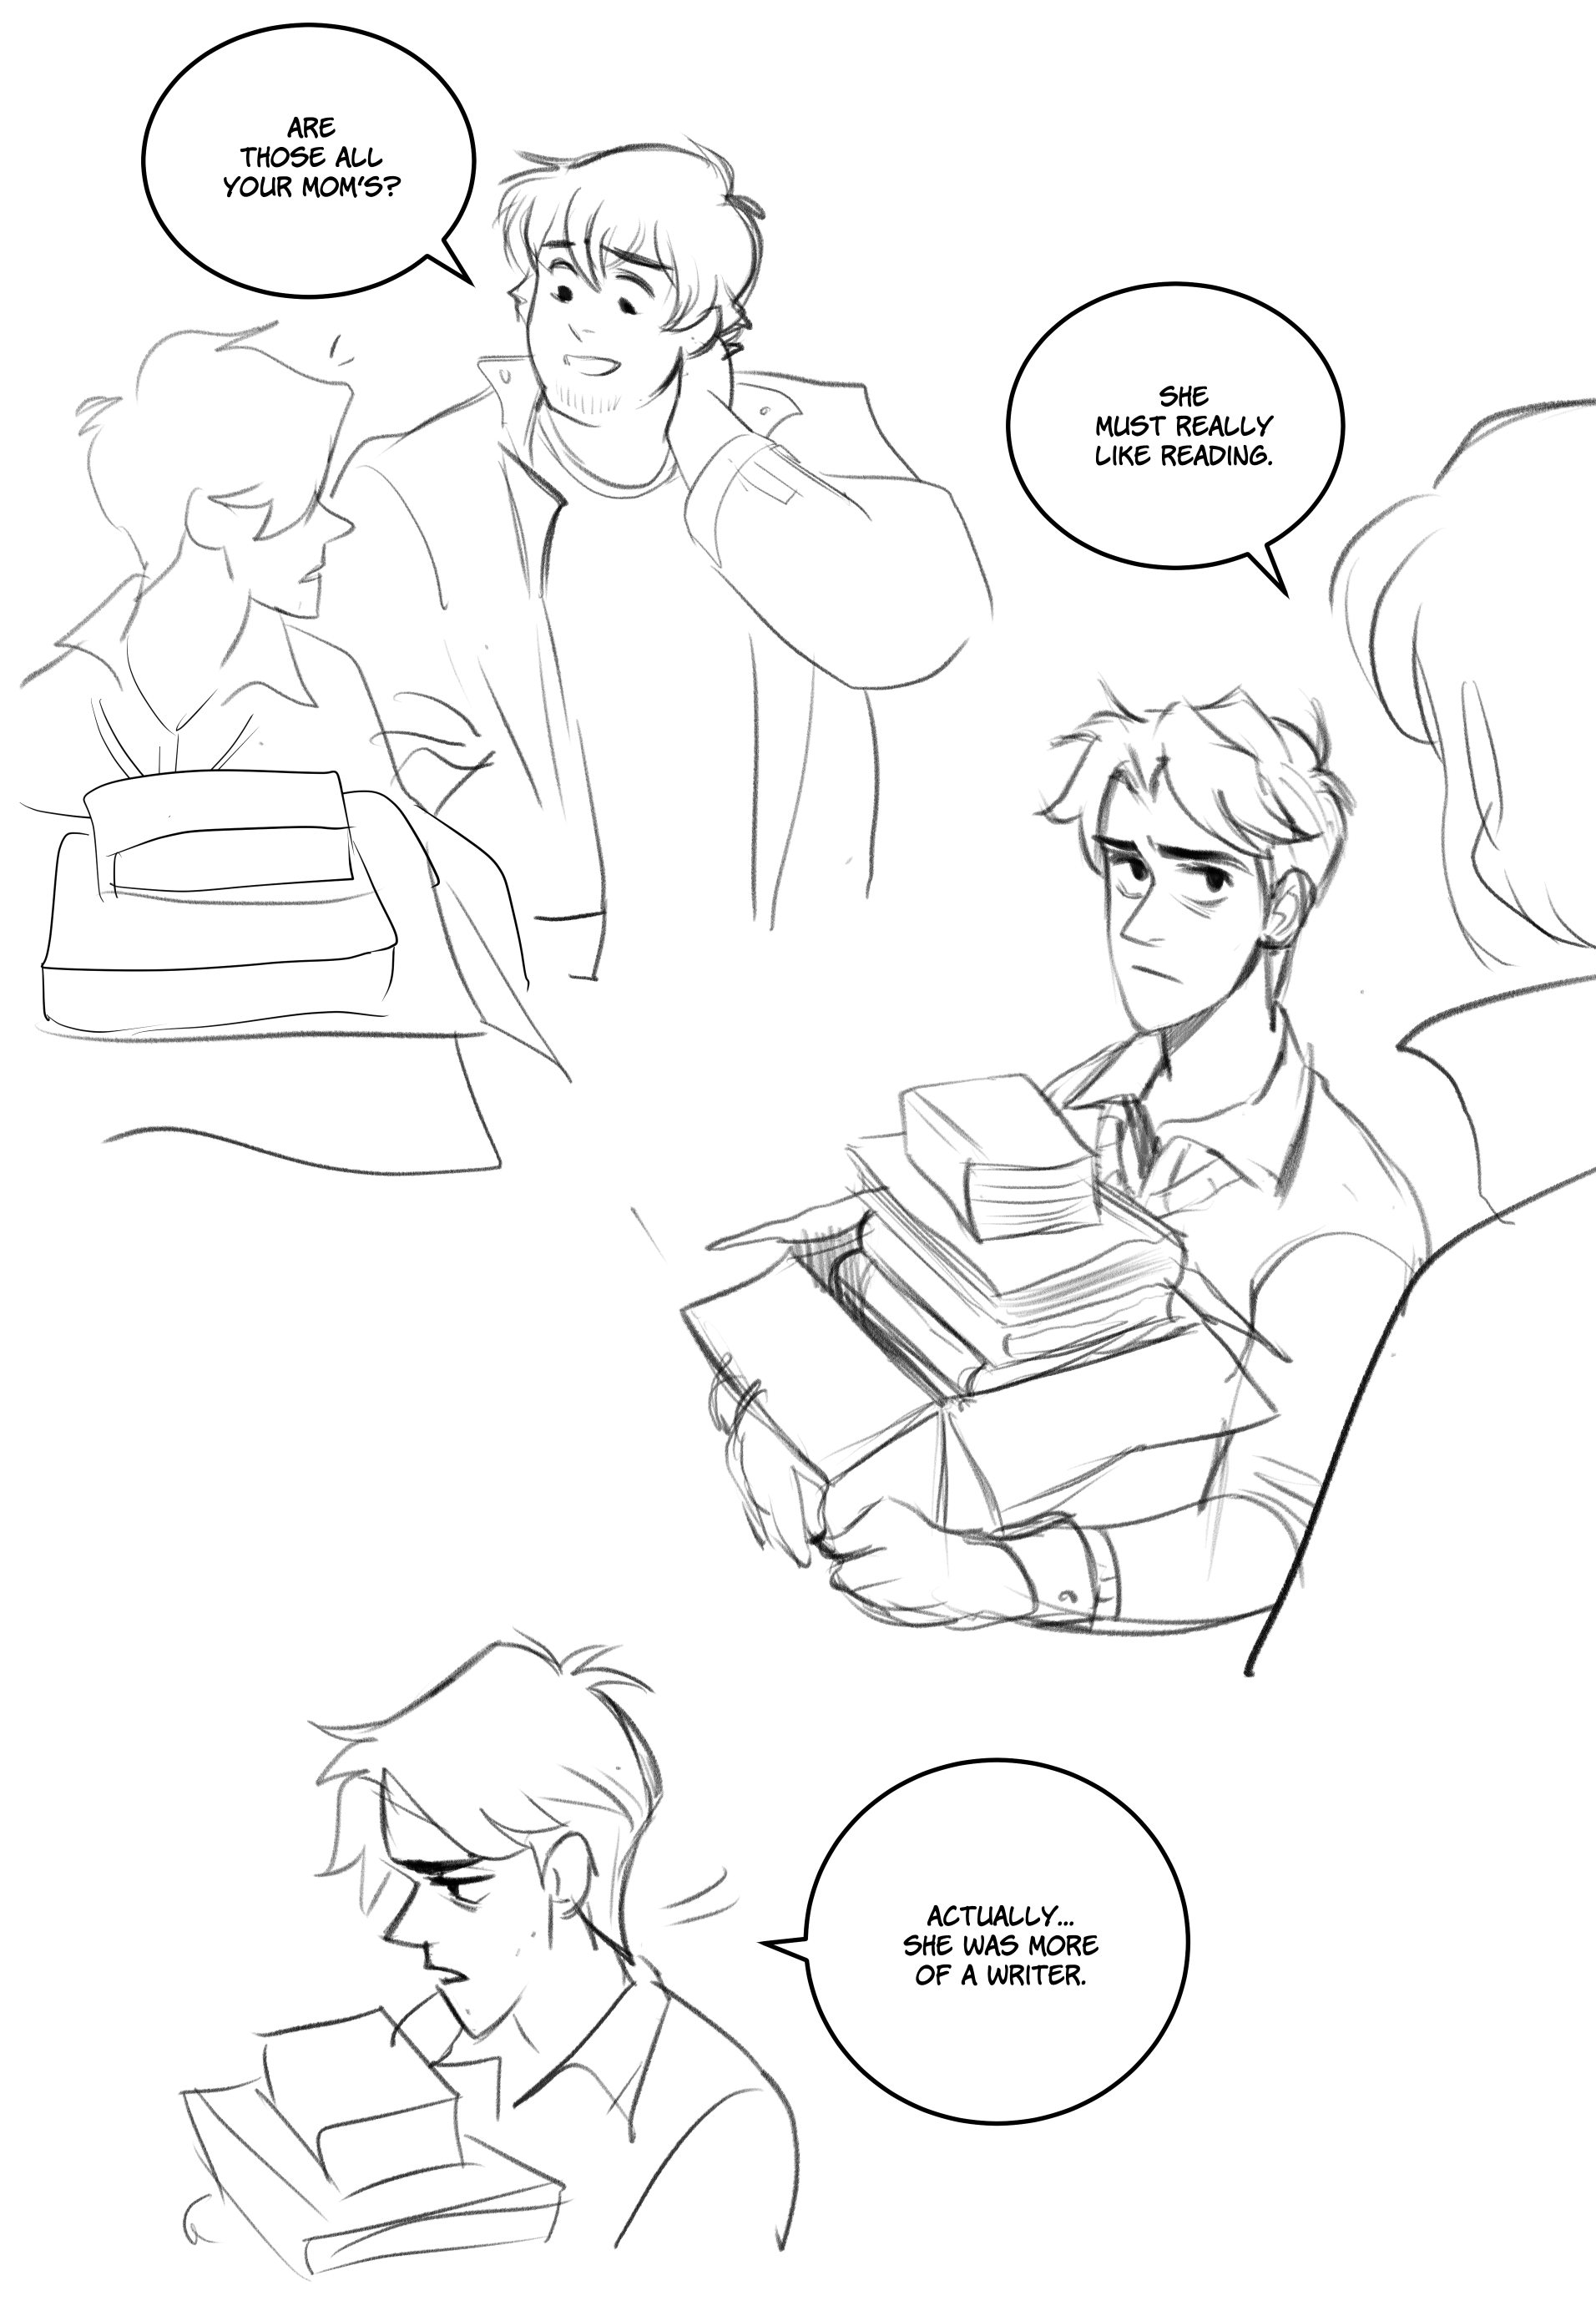 ARE
THOSE ALL
YOUR MOM'S?
SHE
MUST REALLY
LIKE READING.
ACTUALLY...
SHE WAS MORE
OF A WRITER.